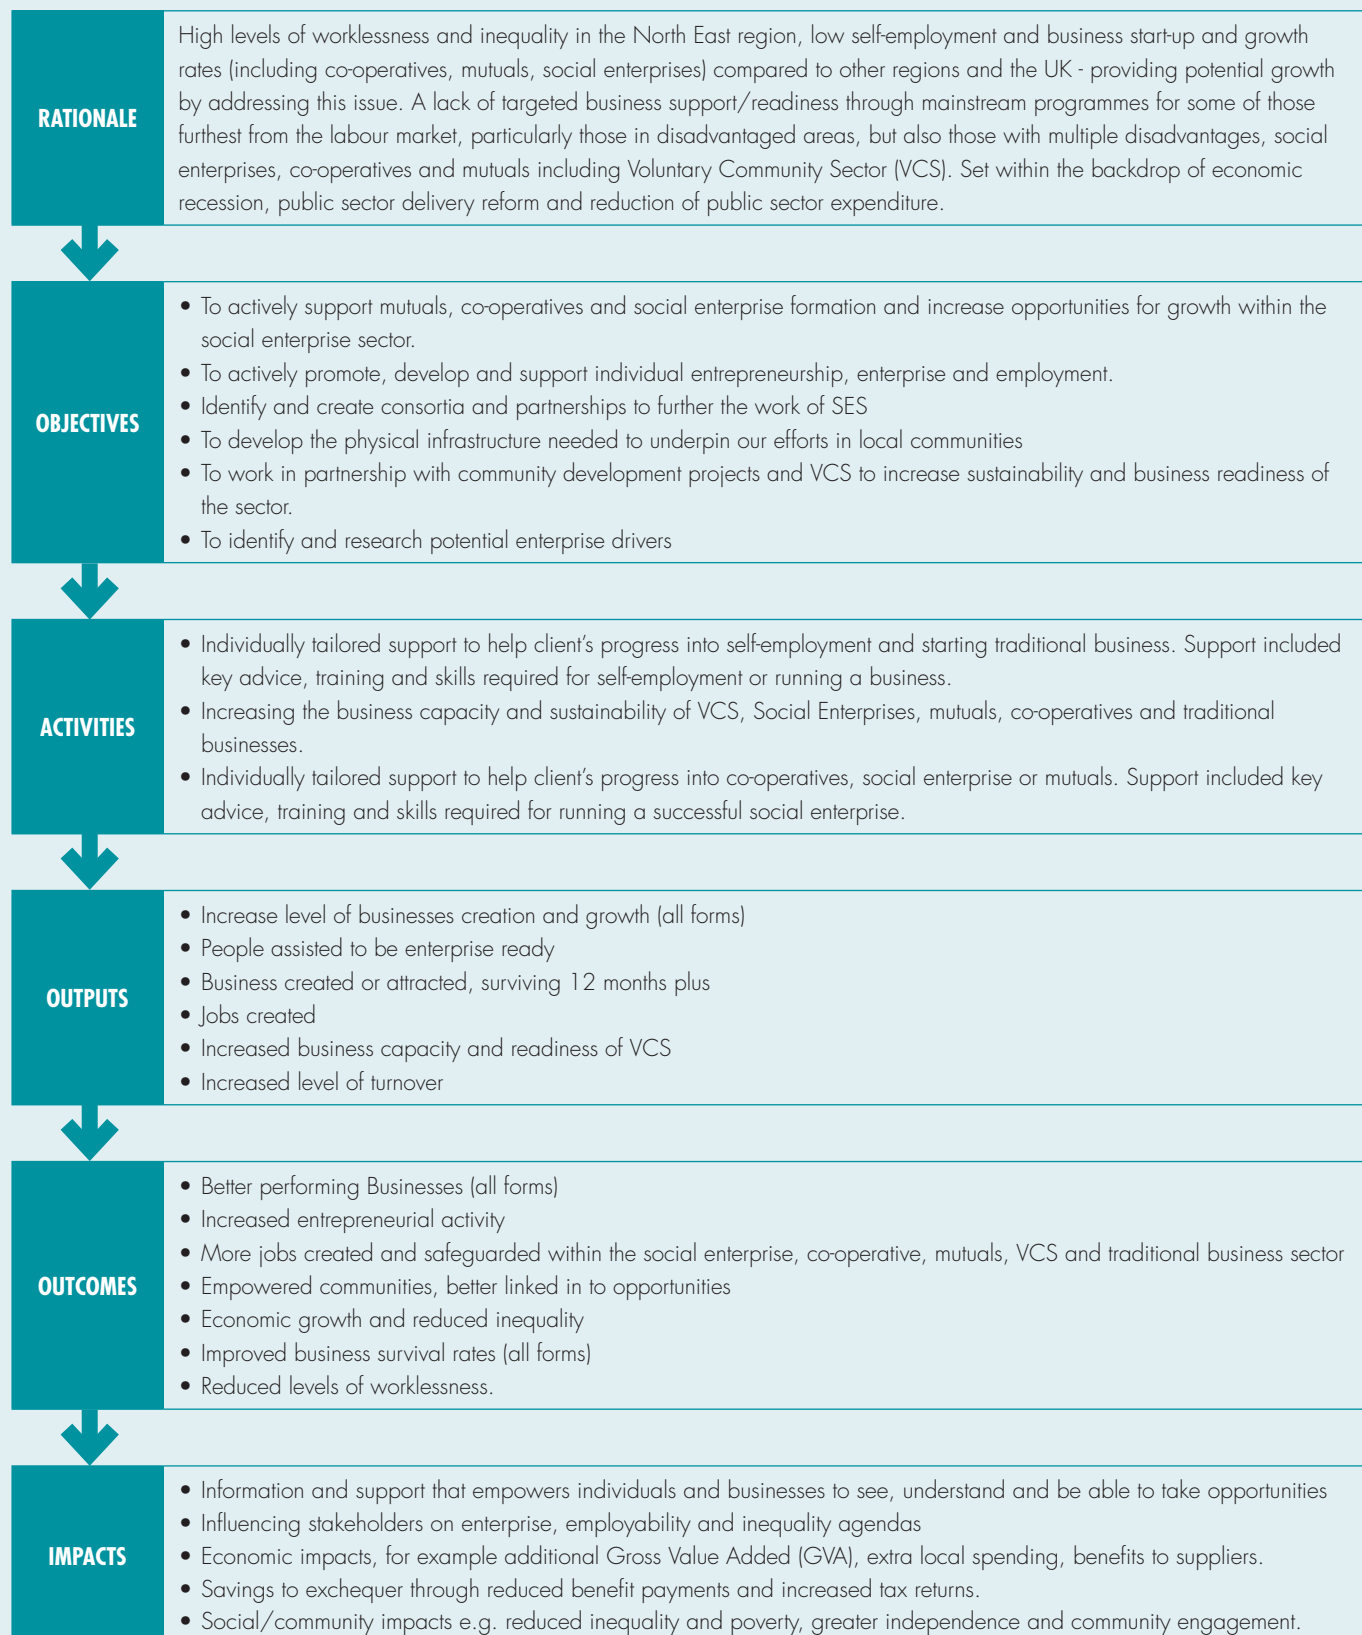 RATIONALE
High levels of worklessness and inequality in the North East region, low self-employment and business start-up and growth
rates (including co-operatives, mutuals, social enterprises) compared to other regions and the UK - providing potential growth
by addressing this issue. A lack of targeted business support/readiness through mainstream programmes for some of those
furthest from the labour market, particularly those in disadvantaged areas, but also those with multiple disadvantages, social
enterprises, co-operatives and mutuals including Voluntary Community Sector (VCS). Set within the backdrop of economic
recession, public sector delivery reform and reduction of public sector expenditure.
OBJECTIVES
• To actively support mutuals, co-operatives and social enterprise formation and increase opportunities for growth within the
social enterprise sector.
• To actively promote, develop and support individual entrepreneurship, enterprise and employment.
• Identify and create consortia and partnerships to further the work of SES
• To develop the physical infrastructure needed to underpin our efforts in local communities
• To work in partnership with community development projects and VCS to increase sustainability and business readiness of
the sector.
• To identify and research potential enterprise drivers
ACTIVITIES
• Individually tailored support to help client's progress into self-employment and starting traditional business. Support included
key advice, training and skills required for self-employment or running a business.
• Increasing the business capacity and sustainability of VCS, Social Enterprises, mutuals, co-operatives and traditional
businesses.
• Individually tailored support to help client's progress into co-operatives, social enterprise or mutuals. Support included key
advice, training and skills required for running a successful social enterprise.
OUTPUTS
• Increase level of businesses creation and growth (all forms)
• People assisted to be enterprise ready
• Business created or attracted, surviving 12 months plus
• Jobs created
• Increased business capacity and readiness of VCS
• Increased level of turnover
OUTCOMES
• Better performing Businesses (all forms)
• Increased entrepreneurial activity
• More jobs created and safeguarded within the social enterprise, co-operative, mutuals, VCS and traditional business sector
• Empowered communities, better linked in to opportunities
• Economic growth and reduced inequality
• Improved business survival rates (all forms)
• Reduced levels of worklessness.
IMPACTS
• Information and support that empowers individuals and businesses to see, understand and be able to take opportunities
• Influencing stakeholders on enterprise, employability and inequality agendas
• Economic impacts, for example additional Gross Value Added (GVA), extra local spending, benefits to suppliers.
• Savings to exchequer through reduced benefit payments and increased tax returns.
• Social/community impacts e.g. reduced inequality and poverty, greater independence and community engagement.